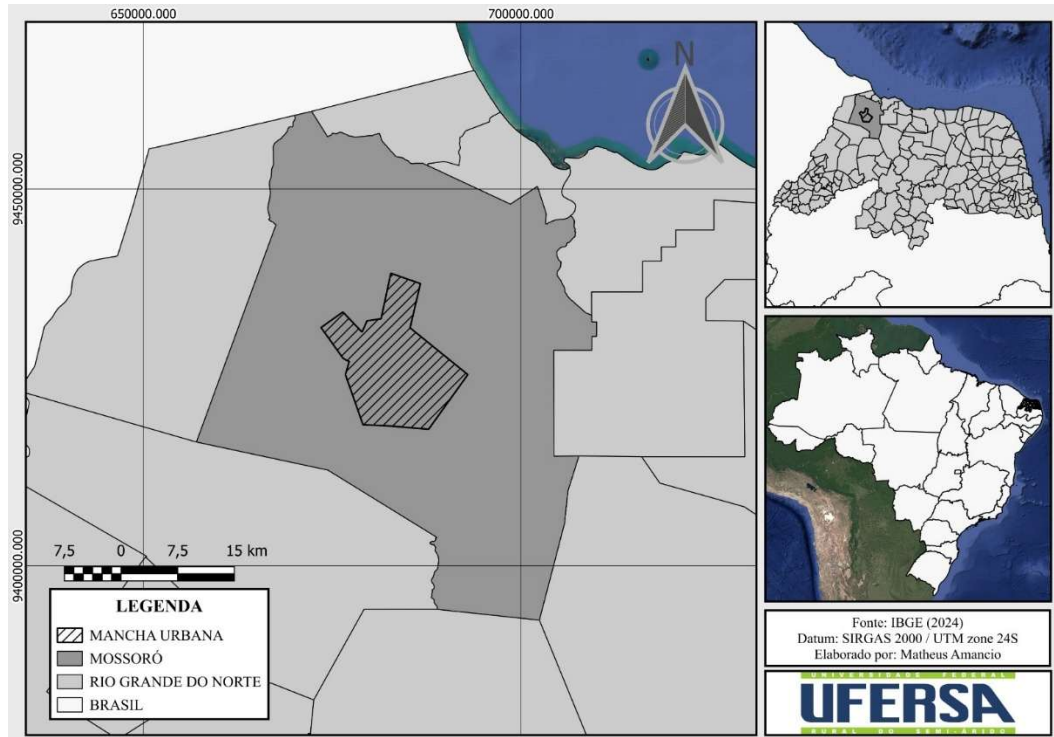 650000.000
700000.000
N
9450000.000
9400000.000
7,5 0 7,5 15 km
LEGENDA
MANCHA URBANA
MOSSORÓ
RIO GRANDE DO NORTE
BRASIL
Fonte: IBGE (2024)
Datum: SIRGAS 2000 / UTM zone 24S
Elaborado por: Matheus Amancio
UNIVERSIDADE FEDERAL
UFERSA
RURAL DO SEMI-ÁRIDO